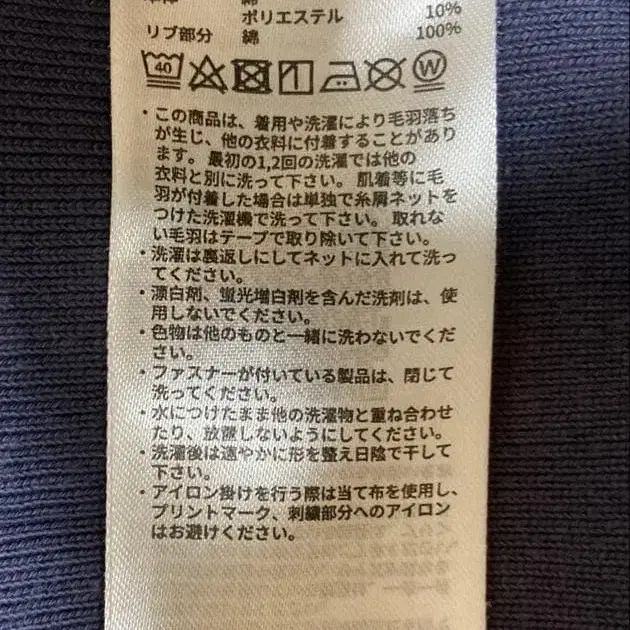 ポリエステル 10%
リブ部分 綿 100%
40 W
・この商品は、着用や洗濯により毛羽落ち
が生じ、他の衣料に付着することがあり
ます。最初の1,2回の洗濯では他の
衣料と別に洗って下さい。肌着等に毛
羽が付着した場合は単独で糸屑ネットを
つけた洗濯機で洗って下さい。取れな
い毛羽はテープで取り除いて下さい。
・洗濯は裏返しにしてネットに入れて洗っ
てください。
・漂白剤、蛍光増白剤を含んだ洗剤は、使
用しないでください。
・色物は他のものと一緒に洗わないでくだ
さい。
・ファスナーが付いている製品は、閉じて
洗ってください。
・水につけたまま他の洗濯物と重ね合わせ
たり、放置しないようにしてください。
・洗濯後は速やかに形を整え日陰で干して
下さい。
・アイロン掛けを行う際は当て布を使用し、
プリントマーク、刺繍部分へのアイロン
はお避けください。